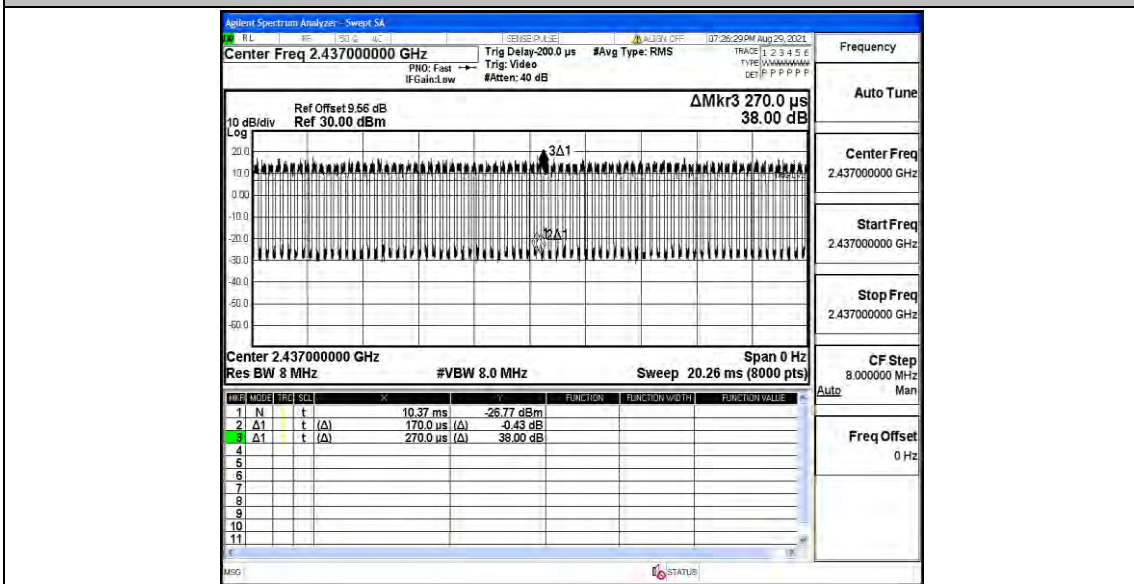 Agilent Spectrum Analyzer - Swept SA
RL RF 50 Ω AC SENSE:PULSE ALIGN OFF 07:26:29 PM Aug 29, 2021
Center Freq 2.437000000 GHz
PNO: Fast
IFGain:Low
Trig Delay-200.0 µs
Trig: Video
#Atten: 40 dB
#Avg Type: RMS
TRACE 1 2 3 4 5 6
TYPE
DET P P P P P P
ΔMkr3 270.0 µs
38.00 dB
Ref Offset 9.56 dB
10 dB/div Ref 30.00 dBm
Log
20.0
10.0
0.00
-10.0
-20.0
-30.0
-40.0
-50.0
-60.0
3Δ1
2Δ1
Center 2.437000000 GHz Span 0 Hz
Res BW 8 MHz #VBW 8.0 MHz Sweep 20.26 ms (8000 pts)
MKR MODE TRC SCL X Y FUNCTION FUNCTION WIDTH FUNCTION VALUE
1 N t 10.37 ms -26.77 dBm
2 Δ1 t (Δ) 170.0 µs (Δ) -0.43 dB
3 Δ1 t (Δ) 270.0 µs (Δ) 38.00 dB
4
5
6
7
8
9
10
11
MSG STATUS
Frequency
Auto Tune
Center Freq
2.437000000 GHz
Start Freq
2.437000000 GHz
Stop Freq
2.437000000 GHz
CF Step
8.000000 MHz
Auto Man
Freq Offset
0 Hz